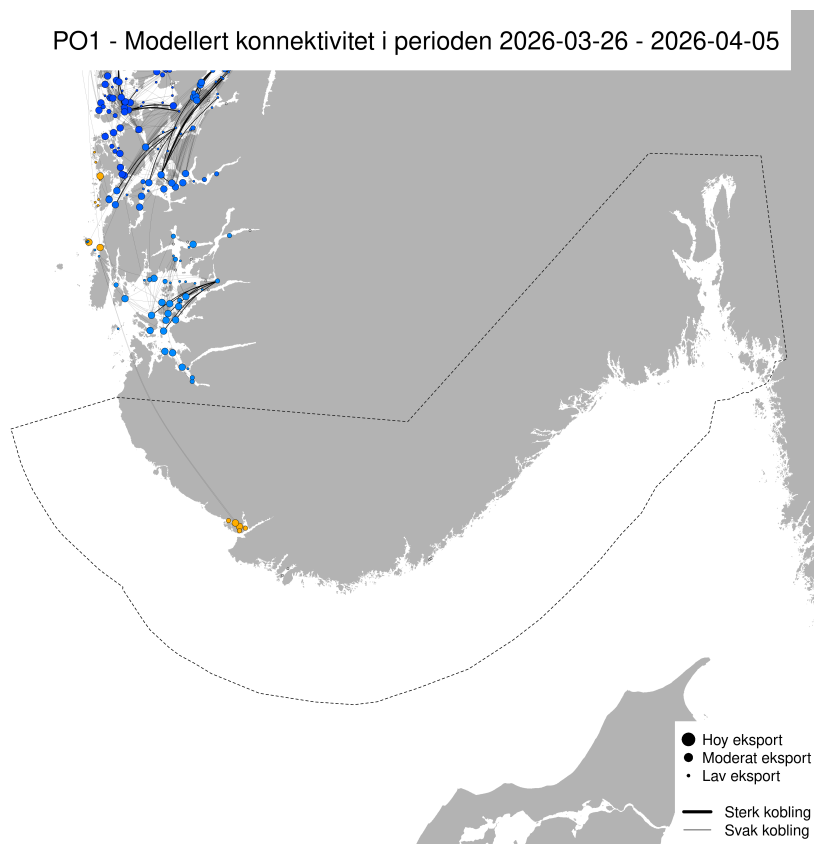 PO1 - Modellert konnektivitet i perioden 2026-03-26 - 2026-04-05
Hoy eksport
Moderat eksport
Lav eksport
Sterk kobling
Svak kobling